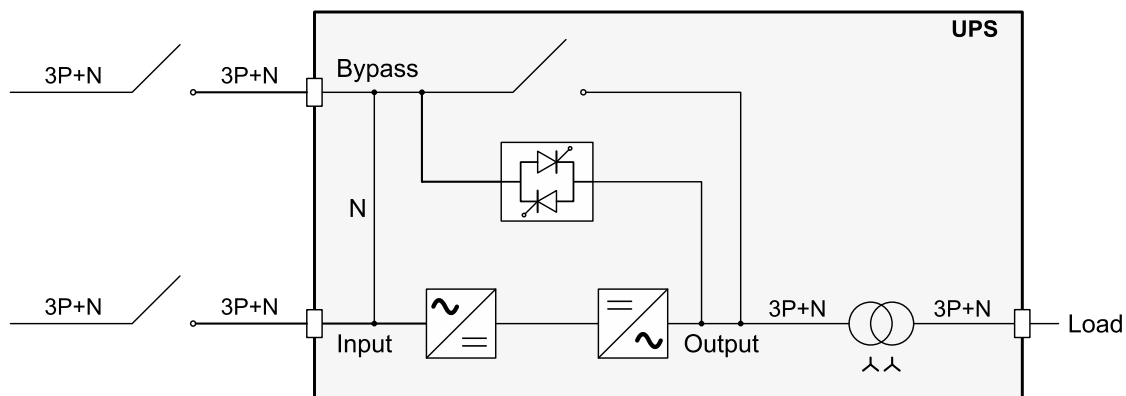 UPS
3P+N 3P+N Bypass
N
3P+N 3P+N 3P+N 3P+N
Input Output Load